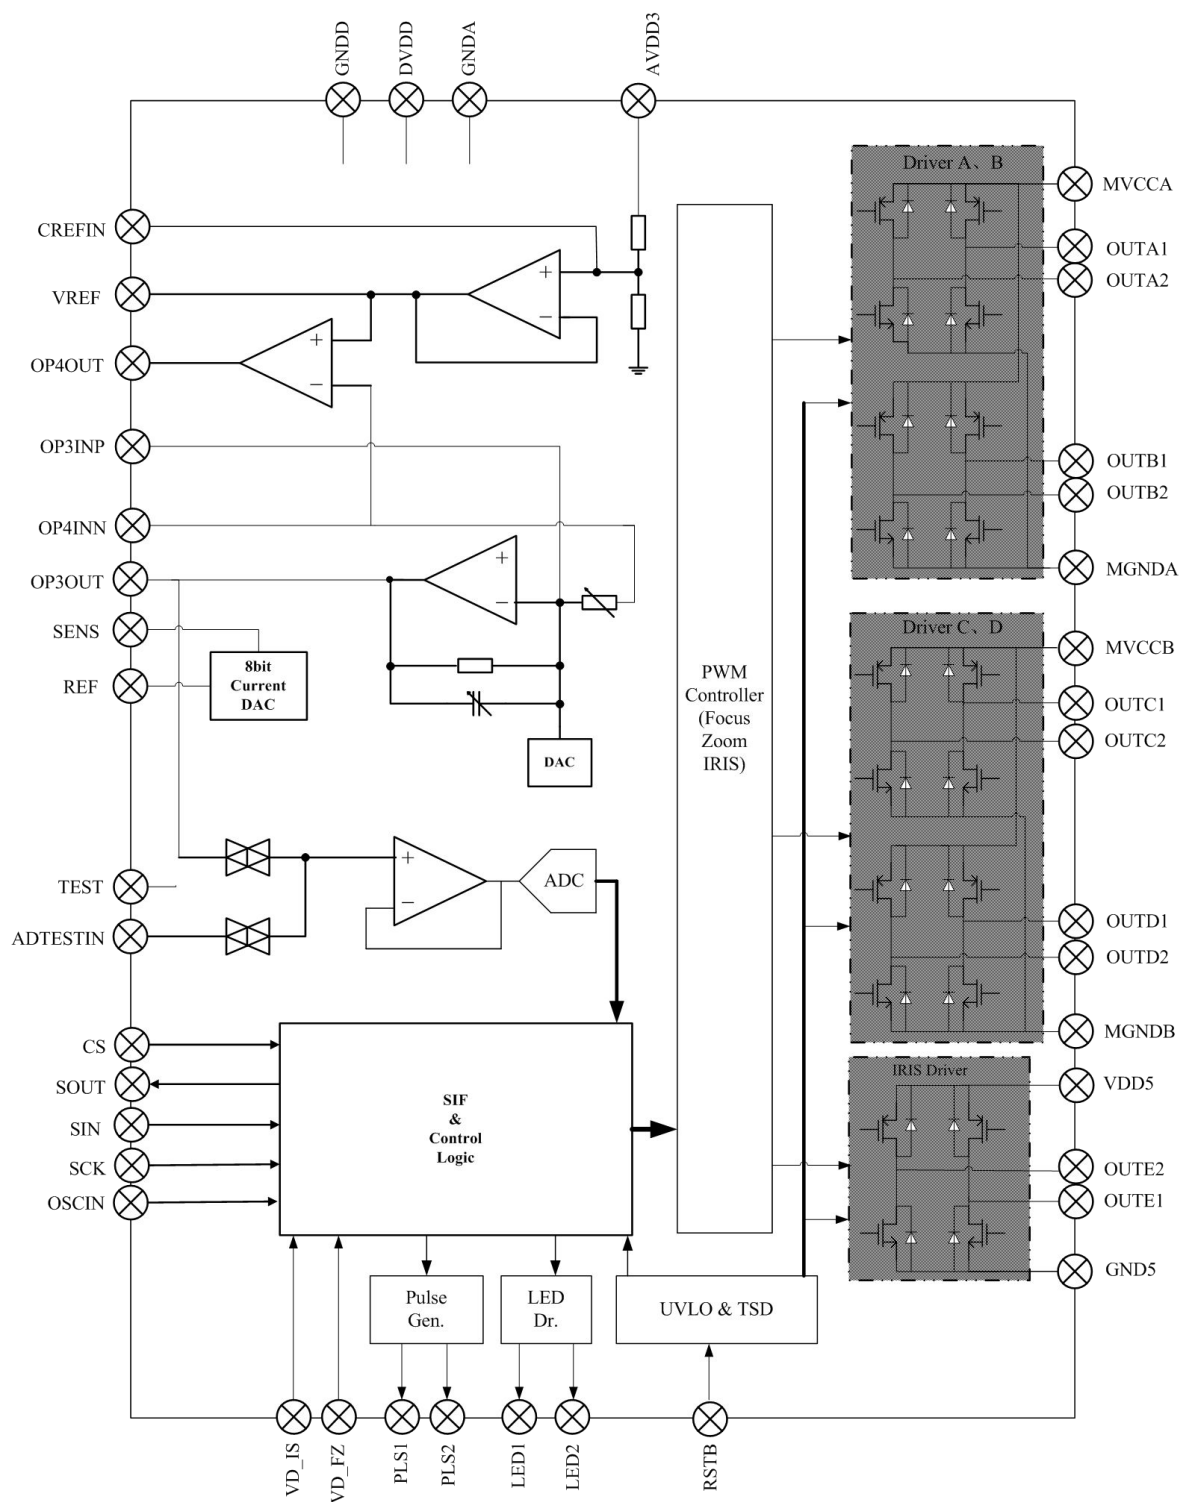 GNDD
DVDD
GNDA
AVDD3
Driver A、B
MVCCA
CREFIN
OUTA1
OUTA2
VREF
+
−
OP4OUT
+
−
OP3INP
OUTB1
OUTB2
OP4INN
OP3OUT
+
−
MGNDA
SENS
REF
8bit
Current
DAC
Driver C、D
MVCCB
PWM
Controller
(Focus
Zoom
IRIS)
OUTC1
OUTC2
DAC
TEST
ADTESTIN
+
−
ADC
OUTD1
OUTD2
MGNDB
CS
SOUT
SIN
SCK
OSCIN
SIF
&
Control
Logic
IRIS Driver
VDD5
OUTE2
OUTE1
GND5
Pulse
Gen.
LED
Dr.
UVLO & TSD
VD_IS
VD_FZ
PLS1
PLS2
LED1
LED2
RSTB